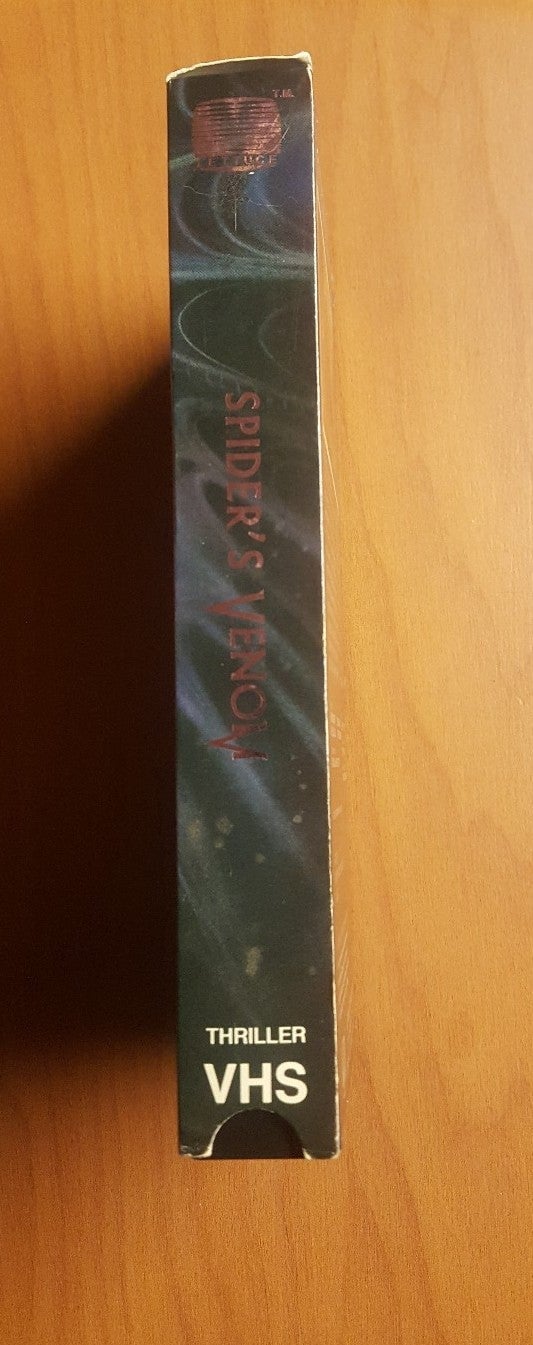 T.M.
SPIDER'S VENOM
THRILLER
VHS